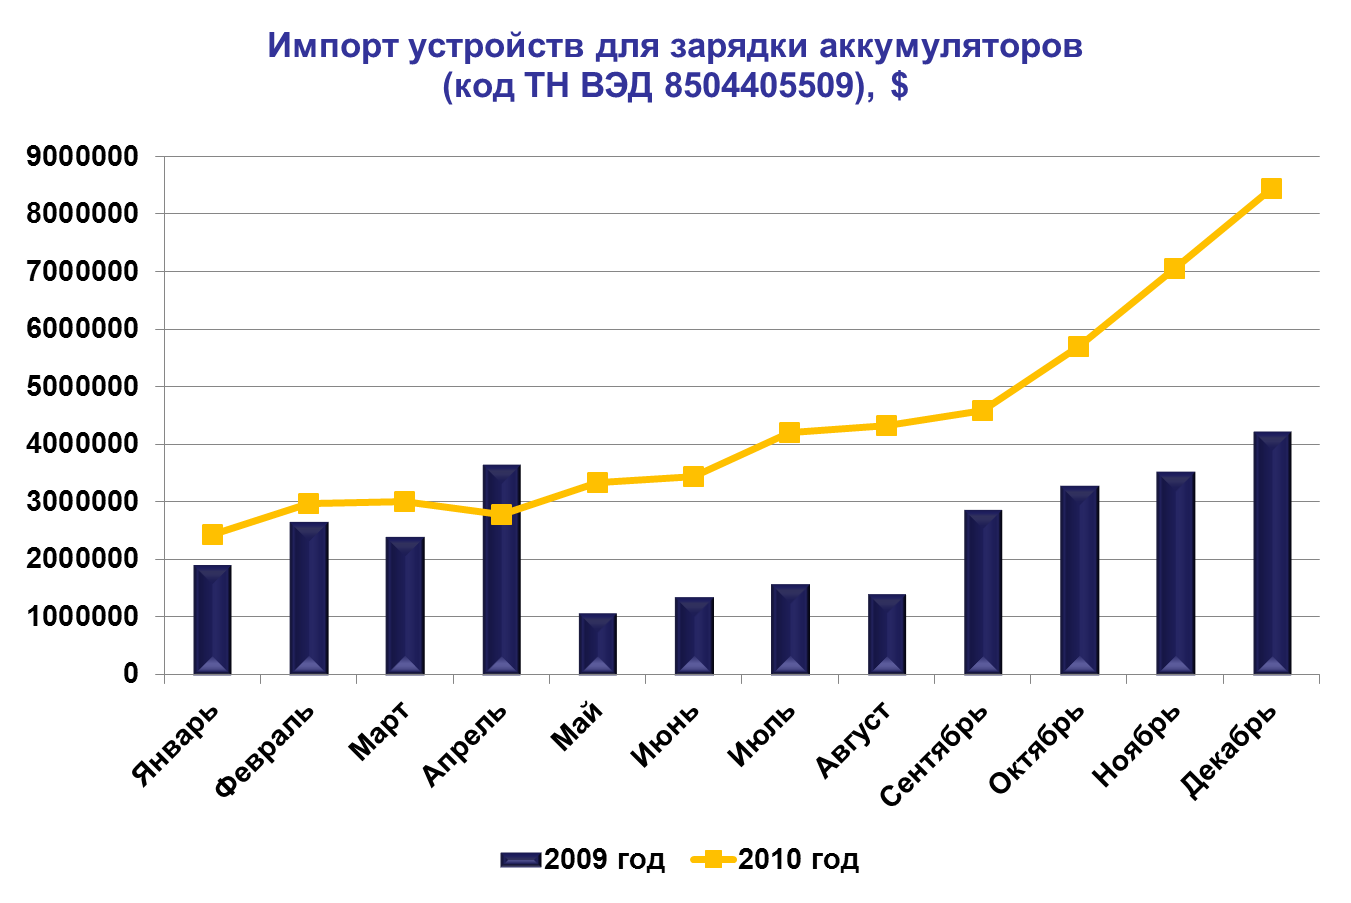 Импорт устройств для зарядки аккумуляторов
(код ТН ВЭД 8504405509), $
9000000
8000000
7000000
6000000
5000000
4000000
3000000
2000000
1000000
0
Январь
Февраль
Март
Апрель
Май
Июнь
Июль
Август
Сентябрь
Октябрь
Ноябрь
Декабрь
2009 год
2010 год